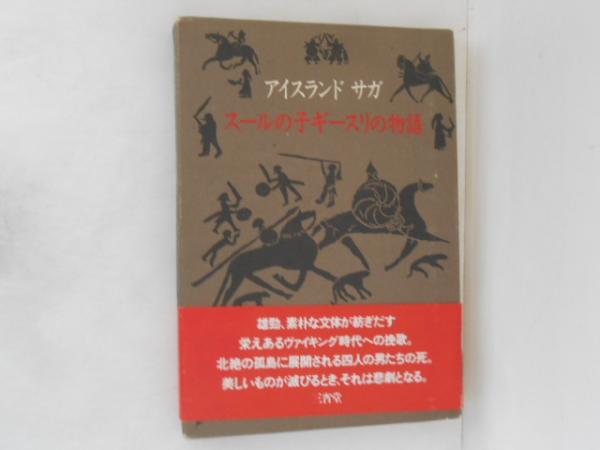 アイスランド サガ
スールの子ギースリの物語
雄勁、素朴な文体が紡ぎだす
栄えあるヴァイキング時代への挽歌。
北絶の孤島に展開される四人の男たちの死。
美しいものが滅びるとき、それは悲劇となる。
三省堂